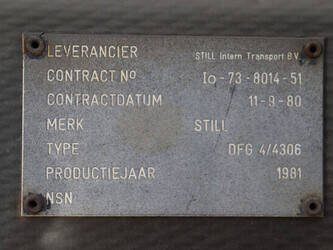 LEVERANCIER STILL Intern Transport B.V.
CONTRACT No Io-73-8014-51
CONTRACTDATUM 11-9-80
MERK STILL
TYPE DFG 4/4306
PRODUCTIEJAAR 1981
NSN